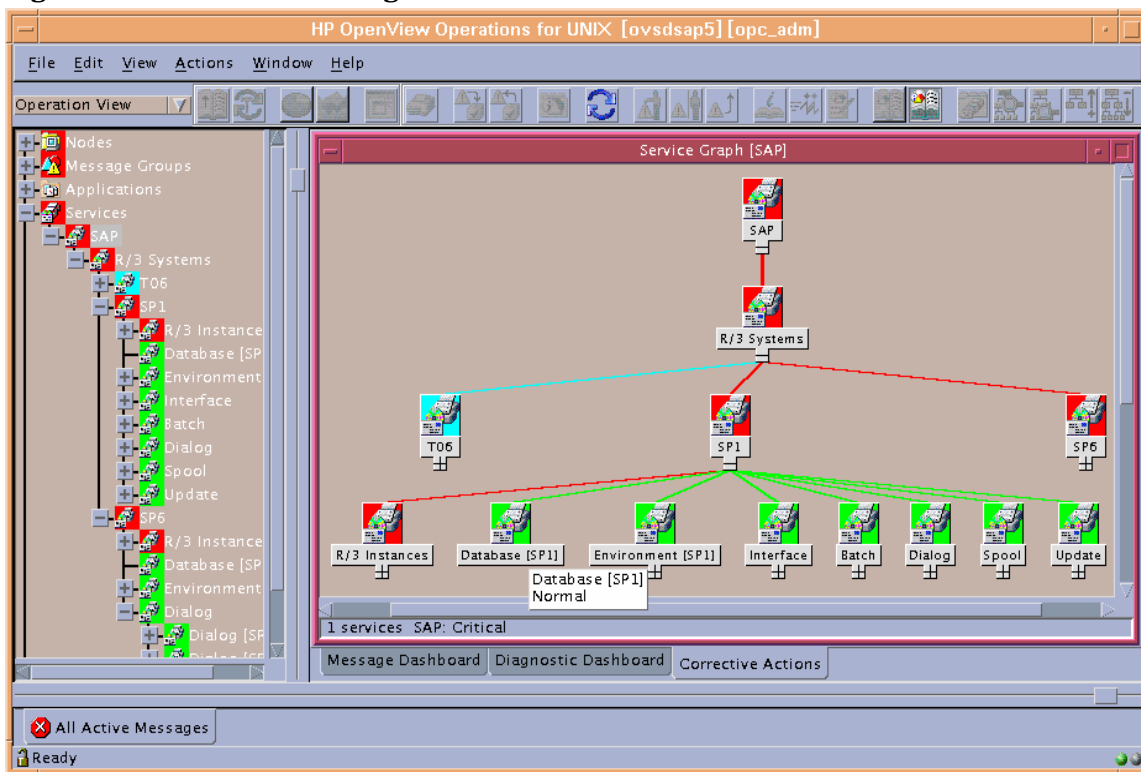 HP OpenView Operations for UNIX [ovsdsap5] [opc_adm]
File Edit View Actions Window Help
Operation View
Nodes
Message Groups
Applications
Services
SAP
R/3 Systems
T06
SP1
R/3 Instance
Database [SP
Environment
Interface
Batch
Dialog
Spool
Update
SP6
R/3 Instance
Database [SP
Environment
Dialog
Dialog [SP
Service Graph [SAP]
SAP
R/3 Systems
T06 SP1 SP6
R/3 Instances Database [SP1] Environment [SP1] Interface Batch Dialog Spool Update
Database [SP1]
Normal
1 services SAP: Critical
Message Dashboard Diagnostic Dashboard Corrective Actions
All Active Messages
Ready